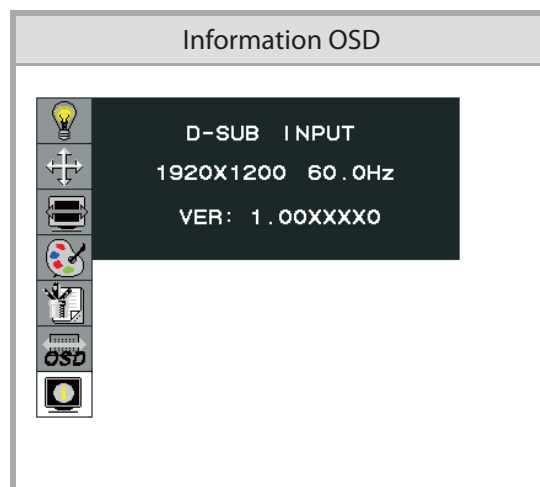 Information OSD
D-SUB INPUT
1920X1200 60.0Hz
VER: 1.00XXXX0
OSD
i